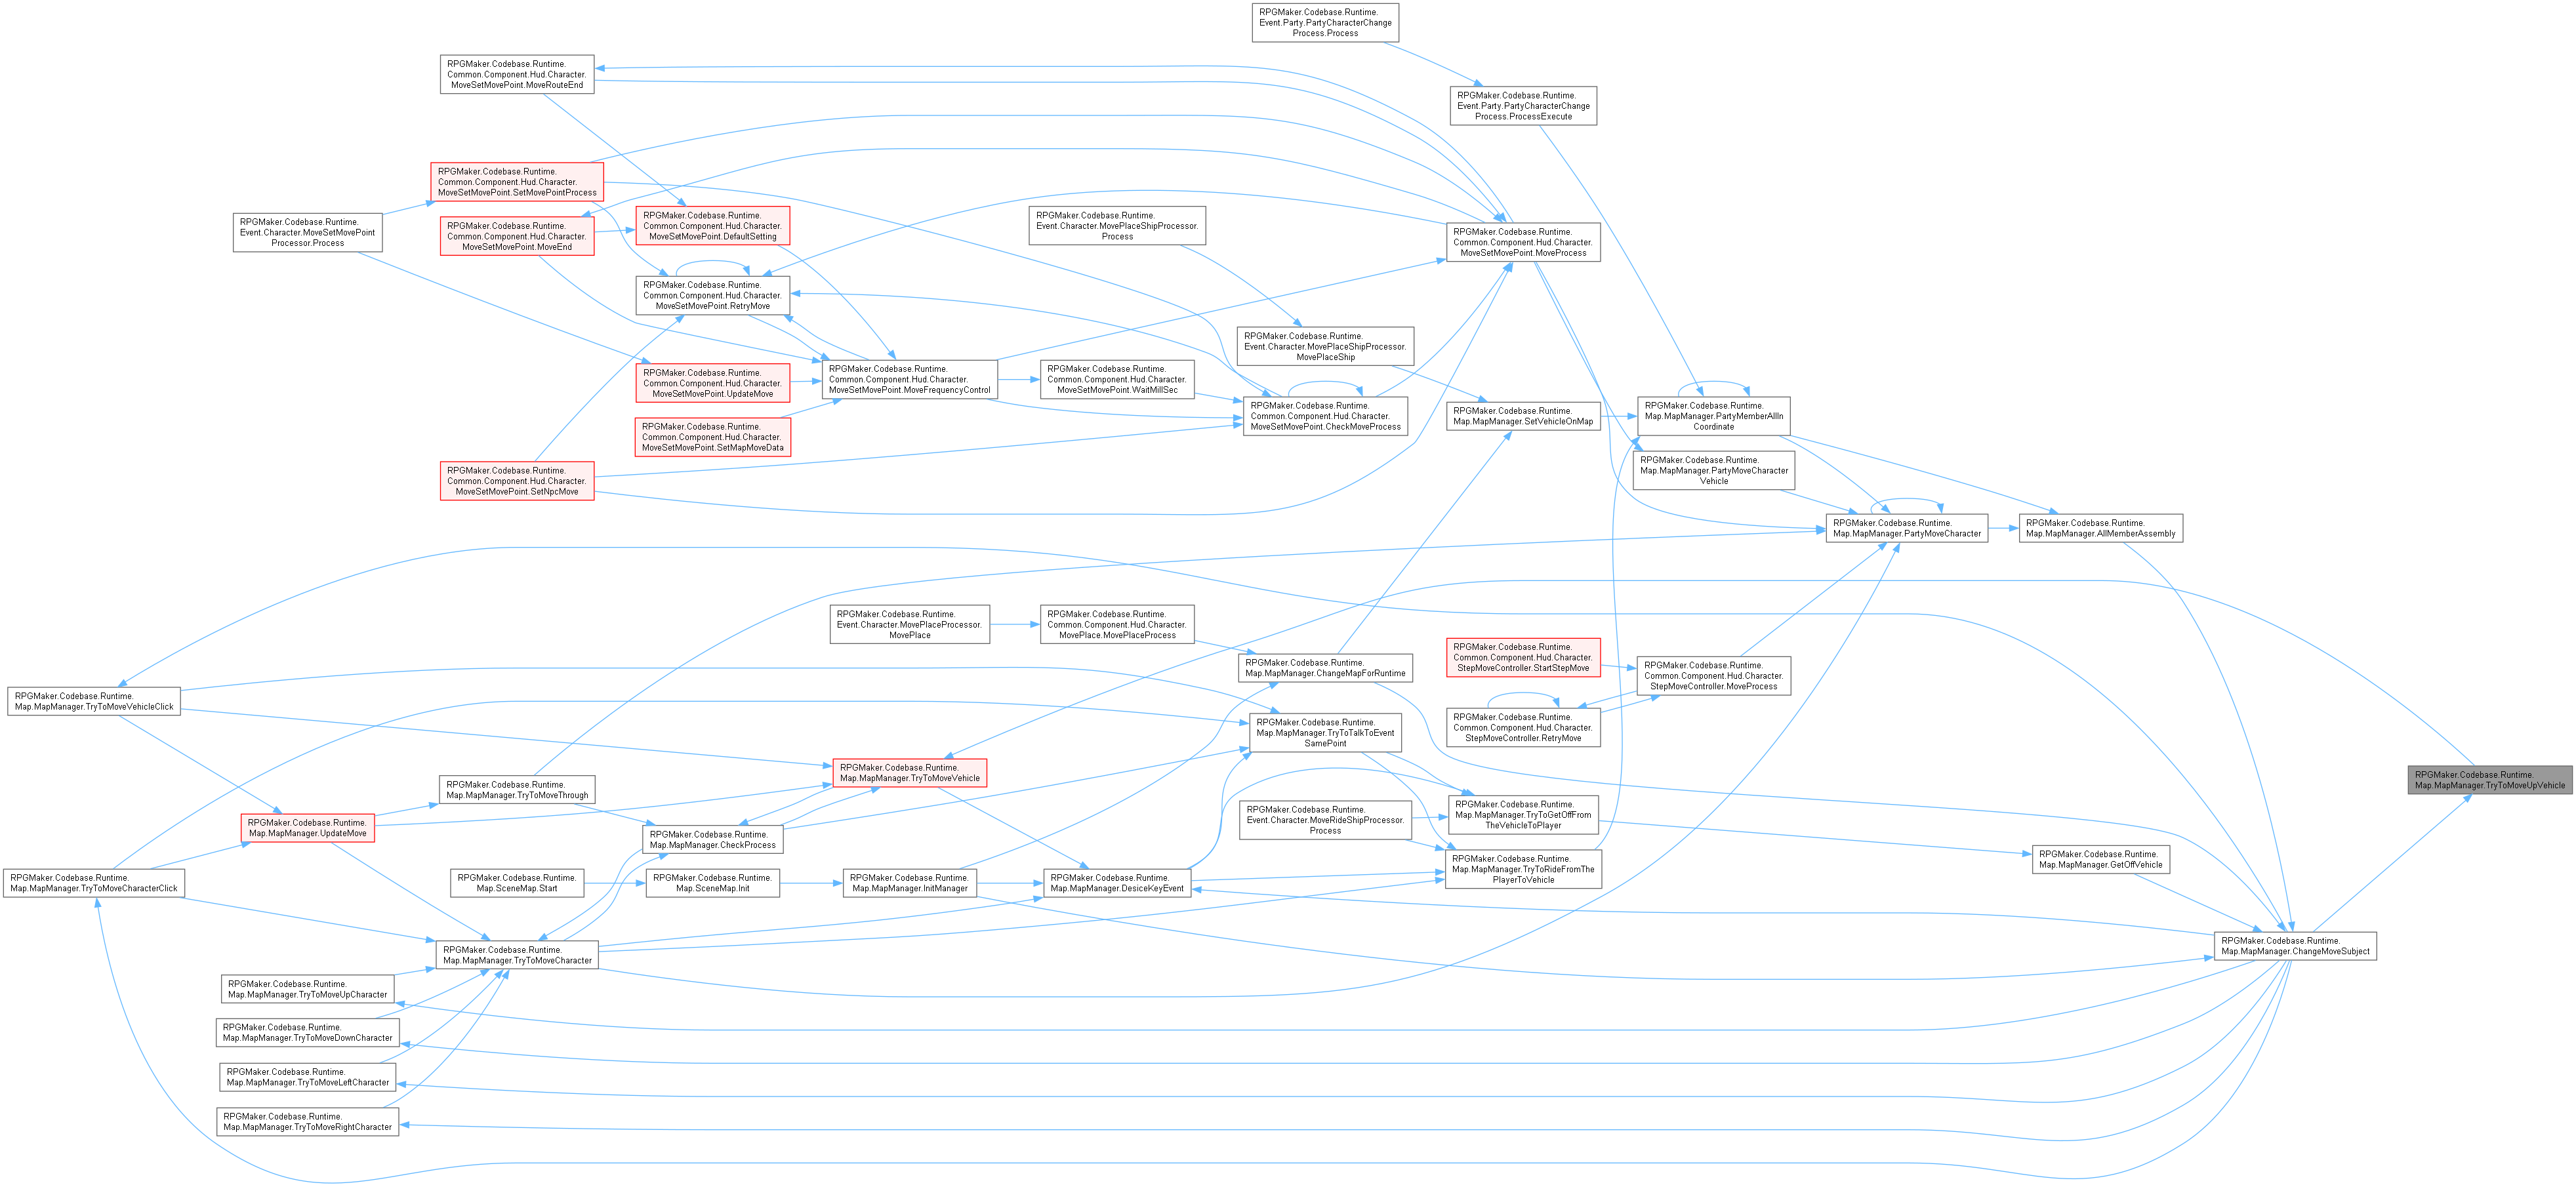 RPGMaker.Codebase.Runtime.
Event.Party.PartyCharacterChange
Process.Process
RPGMaker.Codebase.Runtime.
Common.Component.Hud.Character.
MoveSetMovePoint.MoveRouteEnd
RPGMaker.Codebase.Runtime.
Event.Party.PartyCharacterChange
Process.ProcessExecute
RPGMaker.Codebase.Runtime.
Common.Component.Hud.Character.
MoveSetMovePoint.SetMovePointProcess
RPGMaker.Codebase.Runtime.
Event.Character.MoveSetMovePoint
Processor.Process
RPGMaker.Codebase.Runtime.
Common.Component.Hud.Character.
MoveSetMovePoint.MoveEnd
RPGMaker.Codebase.Runtime.
Common.Component.Hud.Character.
MoveSetMovePoint.DefaultSetting
RPGMaker.Codebase.Runtime.
Event.Character.MovePlaceShipProcessor.
Process
RPGMaker.Codebase.Runtime.
Common.Component.Hud.Character.
MoveSetMovePoint.MoveProcess
RPGMaker.Codebase.Runtime.
Common.Component.Hud.Character.
MoveSetMovePoint.RetryMove
RPGMaker.Codebase.Runtime.
Event.Character.MovePlaceShipProcessor.
MovePlaceShip
RPGMaker.Codebase.Runtime.
Common.Component.Hud.Character.
MoveSetMovePoint.UpdateMove
RPGMaker.Codebase.Runtime.
Common.Component.Hud.Character.
MoveSetMovePoint.MoveFrequencyControl
RPGMaker.Codebase.Runtime.
Common.Component.Hud.Character.
MoveSetMovePoint.WaitMillSec
RPGMaker.Codebase.Runtime.
Common.Component.Hud.Character.
MoveSetMovePoint.CheckMoveProcess
RPGMaker.Codebase.Runtime.
Map.MapManager.SetVehicleOnMap
RPGMaker.Codebase.Runtime.
Map.MapManager.PartyMemberAllIn
Coordinate
RPGMaker.Codebase.Runtime.
Common.Component.Hud.Character.
MoveSetMovePoint.SetMapMoveData
RPGMaker.Codebase.Runtime.
Common.Component.Hud.Character.
MoveSetMovePoint.SetNpcMove
RPGMaker.Codebase.Runtime.
Map.MapManager.PartyMoveCharacter
Vehicle
RPGMaker.Codebase.Runtime.
Map.MapManager.PartyMoveCharacter
RPGMaker.Codebase.Runtime.
Map.MapManager.AllMemberAssembly
RPGMaker.Codebase.Runtime.
Event.Character.MovePlaceProcessor.
MovePlace
RPGMaker.Codebase.Runtime.
Common.Component.Hud.Character.
MovePlace.MovePlaceProcess
RPGMaker.Codebase.Runtime.
Map.MapManager.ChangeMapForRuntime
RPGMaker.Codebase.Runtime.
Common.Component.Hud.Character.
StepMoveController.StartStepMove
RPGMaker.Codebase.Runtime.
Common.Component.Hud.Character.
StepMoveController.MoveProcess
RPGMaker.Codebase.Runtime.
Map.MapManager.TryToMoveVehicleClick
RPGMaker.Codebase.Runtime.
Map.MapManager.TryToTalkToEvent
SamePoint
RPGMaker.Codebase.Runtime.
Common.Component.Hud.Character.
StepMoveController.RetryMove
RPGMaker.Codebase.Runtime.
Map.MapManager.TryToMoveVehicle
RPGMaker.Codebase.Runtime.
Map.MapManager.TryToMoveUpVehicle
RPGMaker.Codebase.Runtime.
Map.MapManager.TryToMoveThrough
RPGMaker.Codebase.Runtime.
Map.MapManager.UpdateMove
RPGMaker.Codebase.Runtime.
Map.MapManager.CheckProcess
RPGMaker.Codebase.Runtime.
Event.Character.MoveRideShipProcessor.
Process
RPGMaker.Codebase.Runtime.
Map.MapManager.TryToGetOffFrom
TheVehicleToPlayer
RPGMaker.Codebase.Runtime.
Map.MapManager.GetOffVehicle
RPGMaker.Codebase.Runtime.
Map.MapManager.TryToMoveCharacterClick
RPGMaker.Codebase.Runtime.
Map.SceneMap.Start
RPGMaker.Codebase.Runtime.
Map.SceneMap.Init
RPGMaker.Codebase.Runtime.
Map.MapManager.InitManager
RPGMaker.Codebase.Runtime.
Map.MapManager.DesiceKeyEvent
RPGMaker.Codebase.Runtime.
Map.MapManager.TryToRideFromThe
PlayerToVehicle
RPGMaker.Codebase.Runtime.
Map.MapManager.TryToMoveCharacter
RPGMaker.Codebase.Runtime.
Map.MapManager.ChangeMoveSubject
RPGMaker.Codebase.Runtime.
Map.MapManager.TryToMoveUpCharacter
RPGMaker.Codebase.Runtime.
Map.MapManager.TryToMoveDownCharacter
RPGMaker.Codebase.Runtime.
Map.MapManager.TryToMoveLeftCharacter
RPGMaker.Codebase.Runtime.
Map.MapManager.TryToMoveRightCharacter